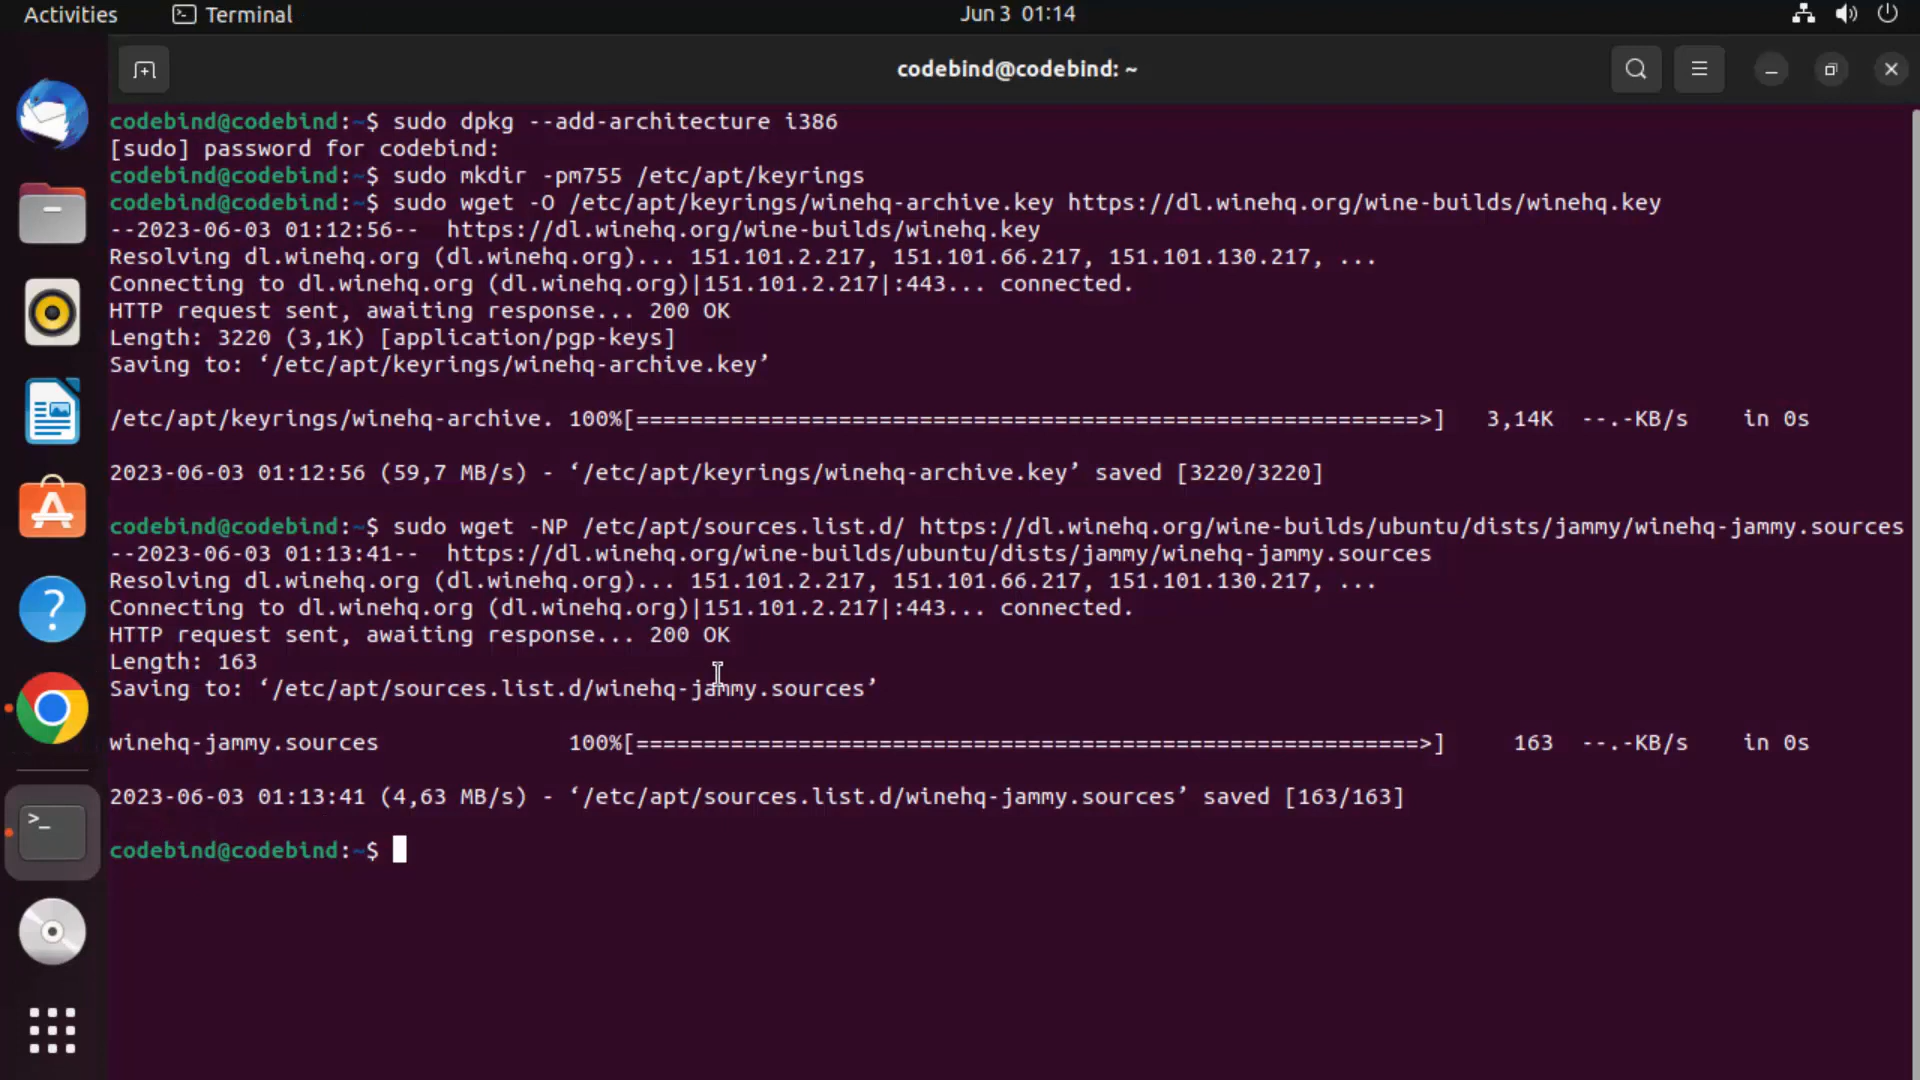 Activities Terminal Jun 3 01:14
codebind@codebind: ~
codebind@codebind:~$ sudo dpkg --add-architecture i386
[sudo] password for codebind:
codebind@codebind:~$ sudo mkdir -pm755 /etc/apt/keyrings
codebind@codebind:~$ sudo wget -O /etc/apt/keyrings/winehq-archive.key https://dl.winehq.org/wine-builds/winehq.key
--2023-06-03 01:12:56--  https://dl.winehq.org/wine-builds/winehq.key
Resolving dl.winehq.org (dl.winehq.org)... 151.101.2.217, 151.101.66.217, 151.101.130.217, ...
Connecting to dl.winehq.org (dl.winehq.org)|151.101.2.217|:443... connected.
HTTP request sent, awaiting response... 200 OK
Length: 3220 (3,1K) [application/pgp-keys]
Saving to: ‘/etc/apt/keyrings/winehq-archive.key’
/etc/apt/keyrings/winehq-archive. 100%[==========================================================>]   3,14K  --.-KB/s    in 0s
2023-06-03 01:12:56 (59,7 MB/s) - ‘/etc/apt/keyrings/winehq-archive.key’ saved [3220/3220]
codebind@codebind:~$ sudo wget -NP /etc/apt/sources.list.d/ https://dl.winehq.org/wine-builds/ubuntu/dists/jammy/winehq-jammy.sources
--2023-06-03 01:13:41--  https://dl.winehq.org/wine-builds/ubuntu/dists/jammy/winehq-jammy.sources
Resolving dl.winehq.org (dl.winehq.org)... 151.101.2.217, 151.101.66.217, 151.101.130.217, ...
Connecting to dl.winehq.org (dl.winehq.org)|151.101.2.217|:443... connected.
HTTP request sent, awaiting response... 200 OK
Length: 163
Saving to: ‘/etc/apt/sources.list.d/winehq-jammy.sources’
winehq-jammy.sources              100%[==========================================================>]     163  --.-KB/s    in 0s
2023-06-03 01:13:41 (4,63 MB/s) - ‘/etc/apt/sources.list.d/winehq-jammy.sources’ saved [163/163]
codebind@codebind:~$